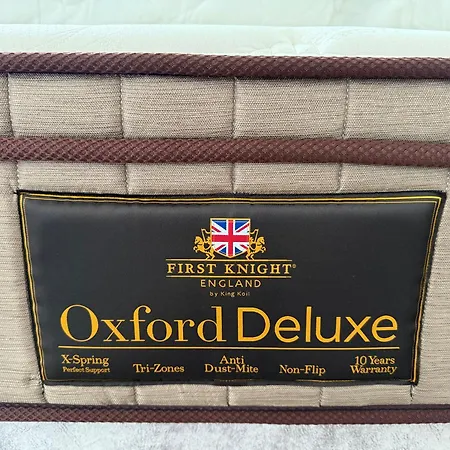 FIRST KNIGHT®
ENGLAND
by King Koil
Oxford Deluxe
X-Spring Perfect Support
Tri-Zones
Anti Dust-Mite
Non-Flip
10 Years Warranty